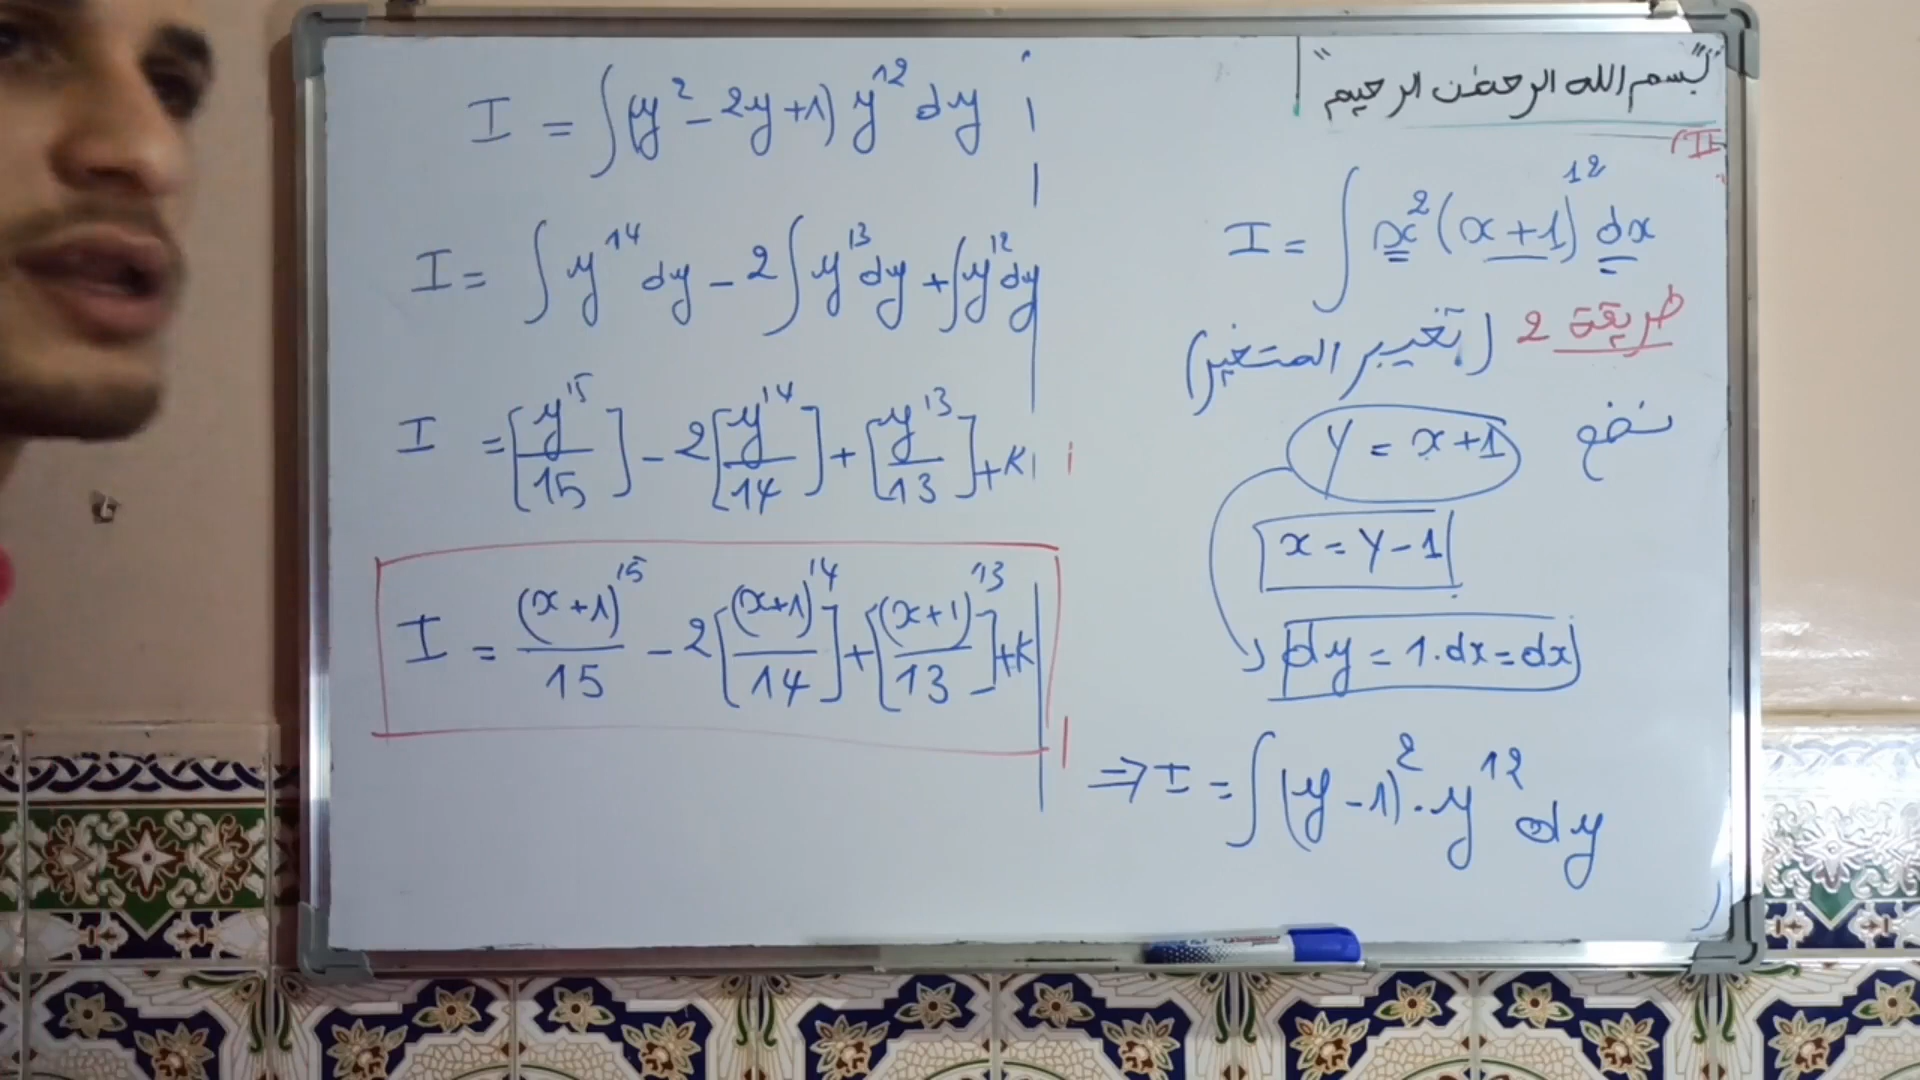 "بسم الله الرحمن الرحيم"
(I
I = ∫ x² (x+1)¹² dx
طريقة 2 (تغيير المتغير)
نضع y = x+1
x = y-1
dy = 1.dx = dx
⇒ I = ∫ (y-1)² . y¹² dy
I = ∫ (y² - 2y + 1) y¹² dy
I = ∫ y¹⁴ dy - 2 ∫ y¹³ dy + ∫ y¹² dy
I = [y¹⁵/15] - 2 [y¹⁴/14] + [y¹³/13] + K
I = (x+1)¹⁵/15 - 2 [(x+1)¹⁴/14] + [(x+1)¹³/13] + K